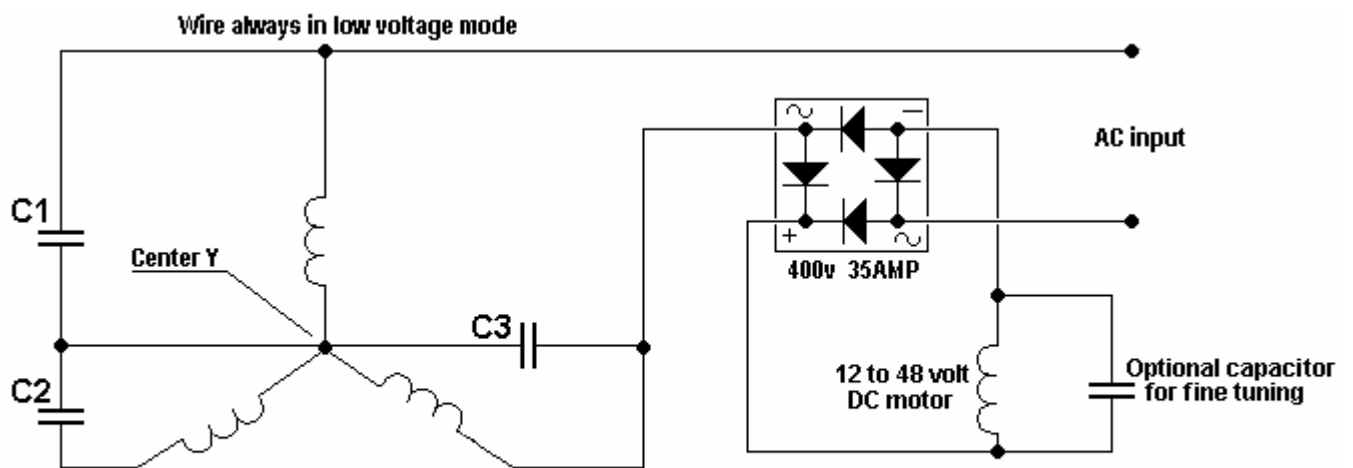 Wire always in low voltage mode
AC input
C1
Center Y
+
400v 35AMP
C3
C2
12 to 48 volt
DC motor
Optional capacitor
for fine tuning